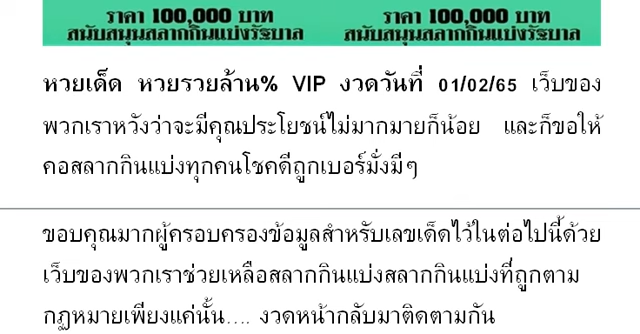 ราคา 100,000 บาท ราคา 100,000 บาท
สนับสนุนสลากกินแบ่งรัฐบาล สนับสนุนสลากกินแบ่งรัฐบาล
หวยเด็ด หวยรวยล้าน% VIP งวดวันที่ 01/02/65 เว็บของ
พวกเราหวังว่าจะมีคุณประโยชน์ไม่มากมายก็น้อย และก็ขอให้
คอสลากกินแบ่งทุกคนโชคดีถูกเบอร์มั่งมีๆ
ขอบคุณมากผู้ครอบครองข้อมูลสำหรับเลขเด็ดไว้ในต่อไปนี้ด้วย
เว็บของพวกเราช่วยเหลือสลากกินแบ่งสลากกินแบ่งที่ถูกตาม
กฏหมายเพียงแค่นั้น.... งวดหน้ากลับมาติดตามกัน